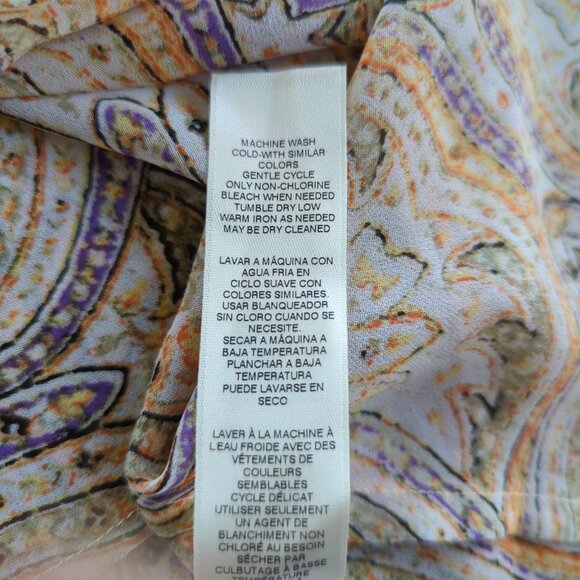 MACHINE WASH
COLD-WITH SIMILAR
COLORS
GENTLE CYCLE
ONLY NON-CHLORINE
BLEACH WHEN NEEDED
TUMBLE DRY LOW
WARM IRON AS NEEDED
MAY BE DRY CLEANED
LAVAR A MÁQUINA CON
AGUA FRIA EN
CICLO SUAVE CON
COLORES SIMILARES.
USAR BLANQUEADOR
SIN CLORO CUANDO SE
NECESITE.
SECAR A MÁQUINA A
BAJA TEMPERATURA
PLANCHAR A BAJA
TEMPERATURA
PUEDE LAVARSE EN
SECO
LAVER À LA MACHINE À
L'EAU FROIDE AVEC DES
VÊTEMENTS DE
COULEURS
SEMBLABLES
CYCLE DÉLICAT
UTILISER SEULEMENT
UN AGENT DE
BLANCHIMENT NON
CHLORÉ AU BESOIN
SÉCHER PAR
CULBUTAGE À BASSE
TEMPÉRATURE